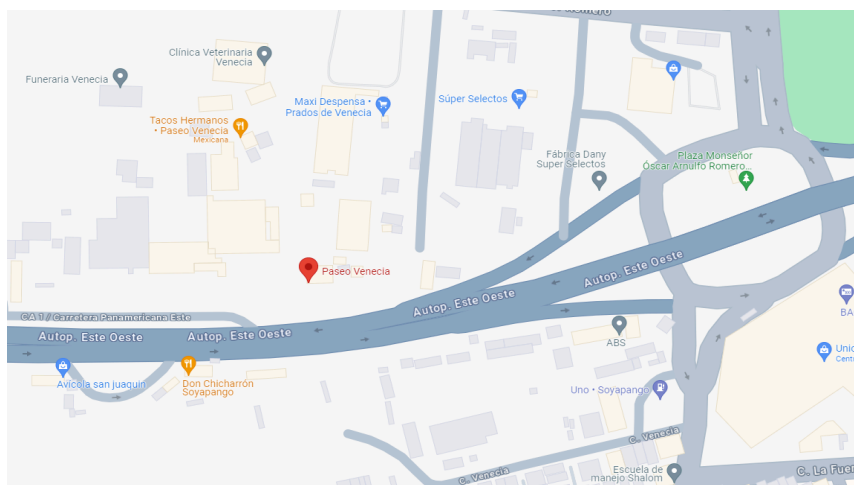 Clínica Veterinaria
Venecia
Funeraria Venecia
Maxi Despensa •
Prados de Venecia
Súper Selectos
Tacos Hermanos
• Paseo Venecia
Mexicana
Fábrica Dany
Super Selectos
Plaza Monseñor
Óscar Arnulfo Romero...
Paseo Venecia
Autop. Este Oeste
Autop. Este Oeste
CA 1 / Carretera Panamericana Este
Autop. Este Oeste
Autop. Este Oeste
BA
ABS
Unic
Cent
Avícola san juaquin
Don Chicharrón
Soyapango
Uno • Soyapango
C. Venecia
C. Venecia
Escuela de
manejo Shalom
C. La Fuer